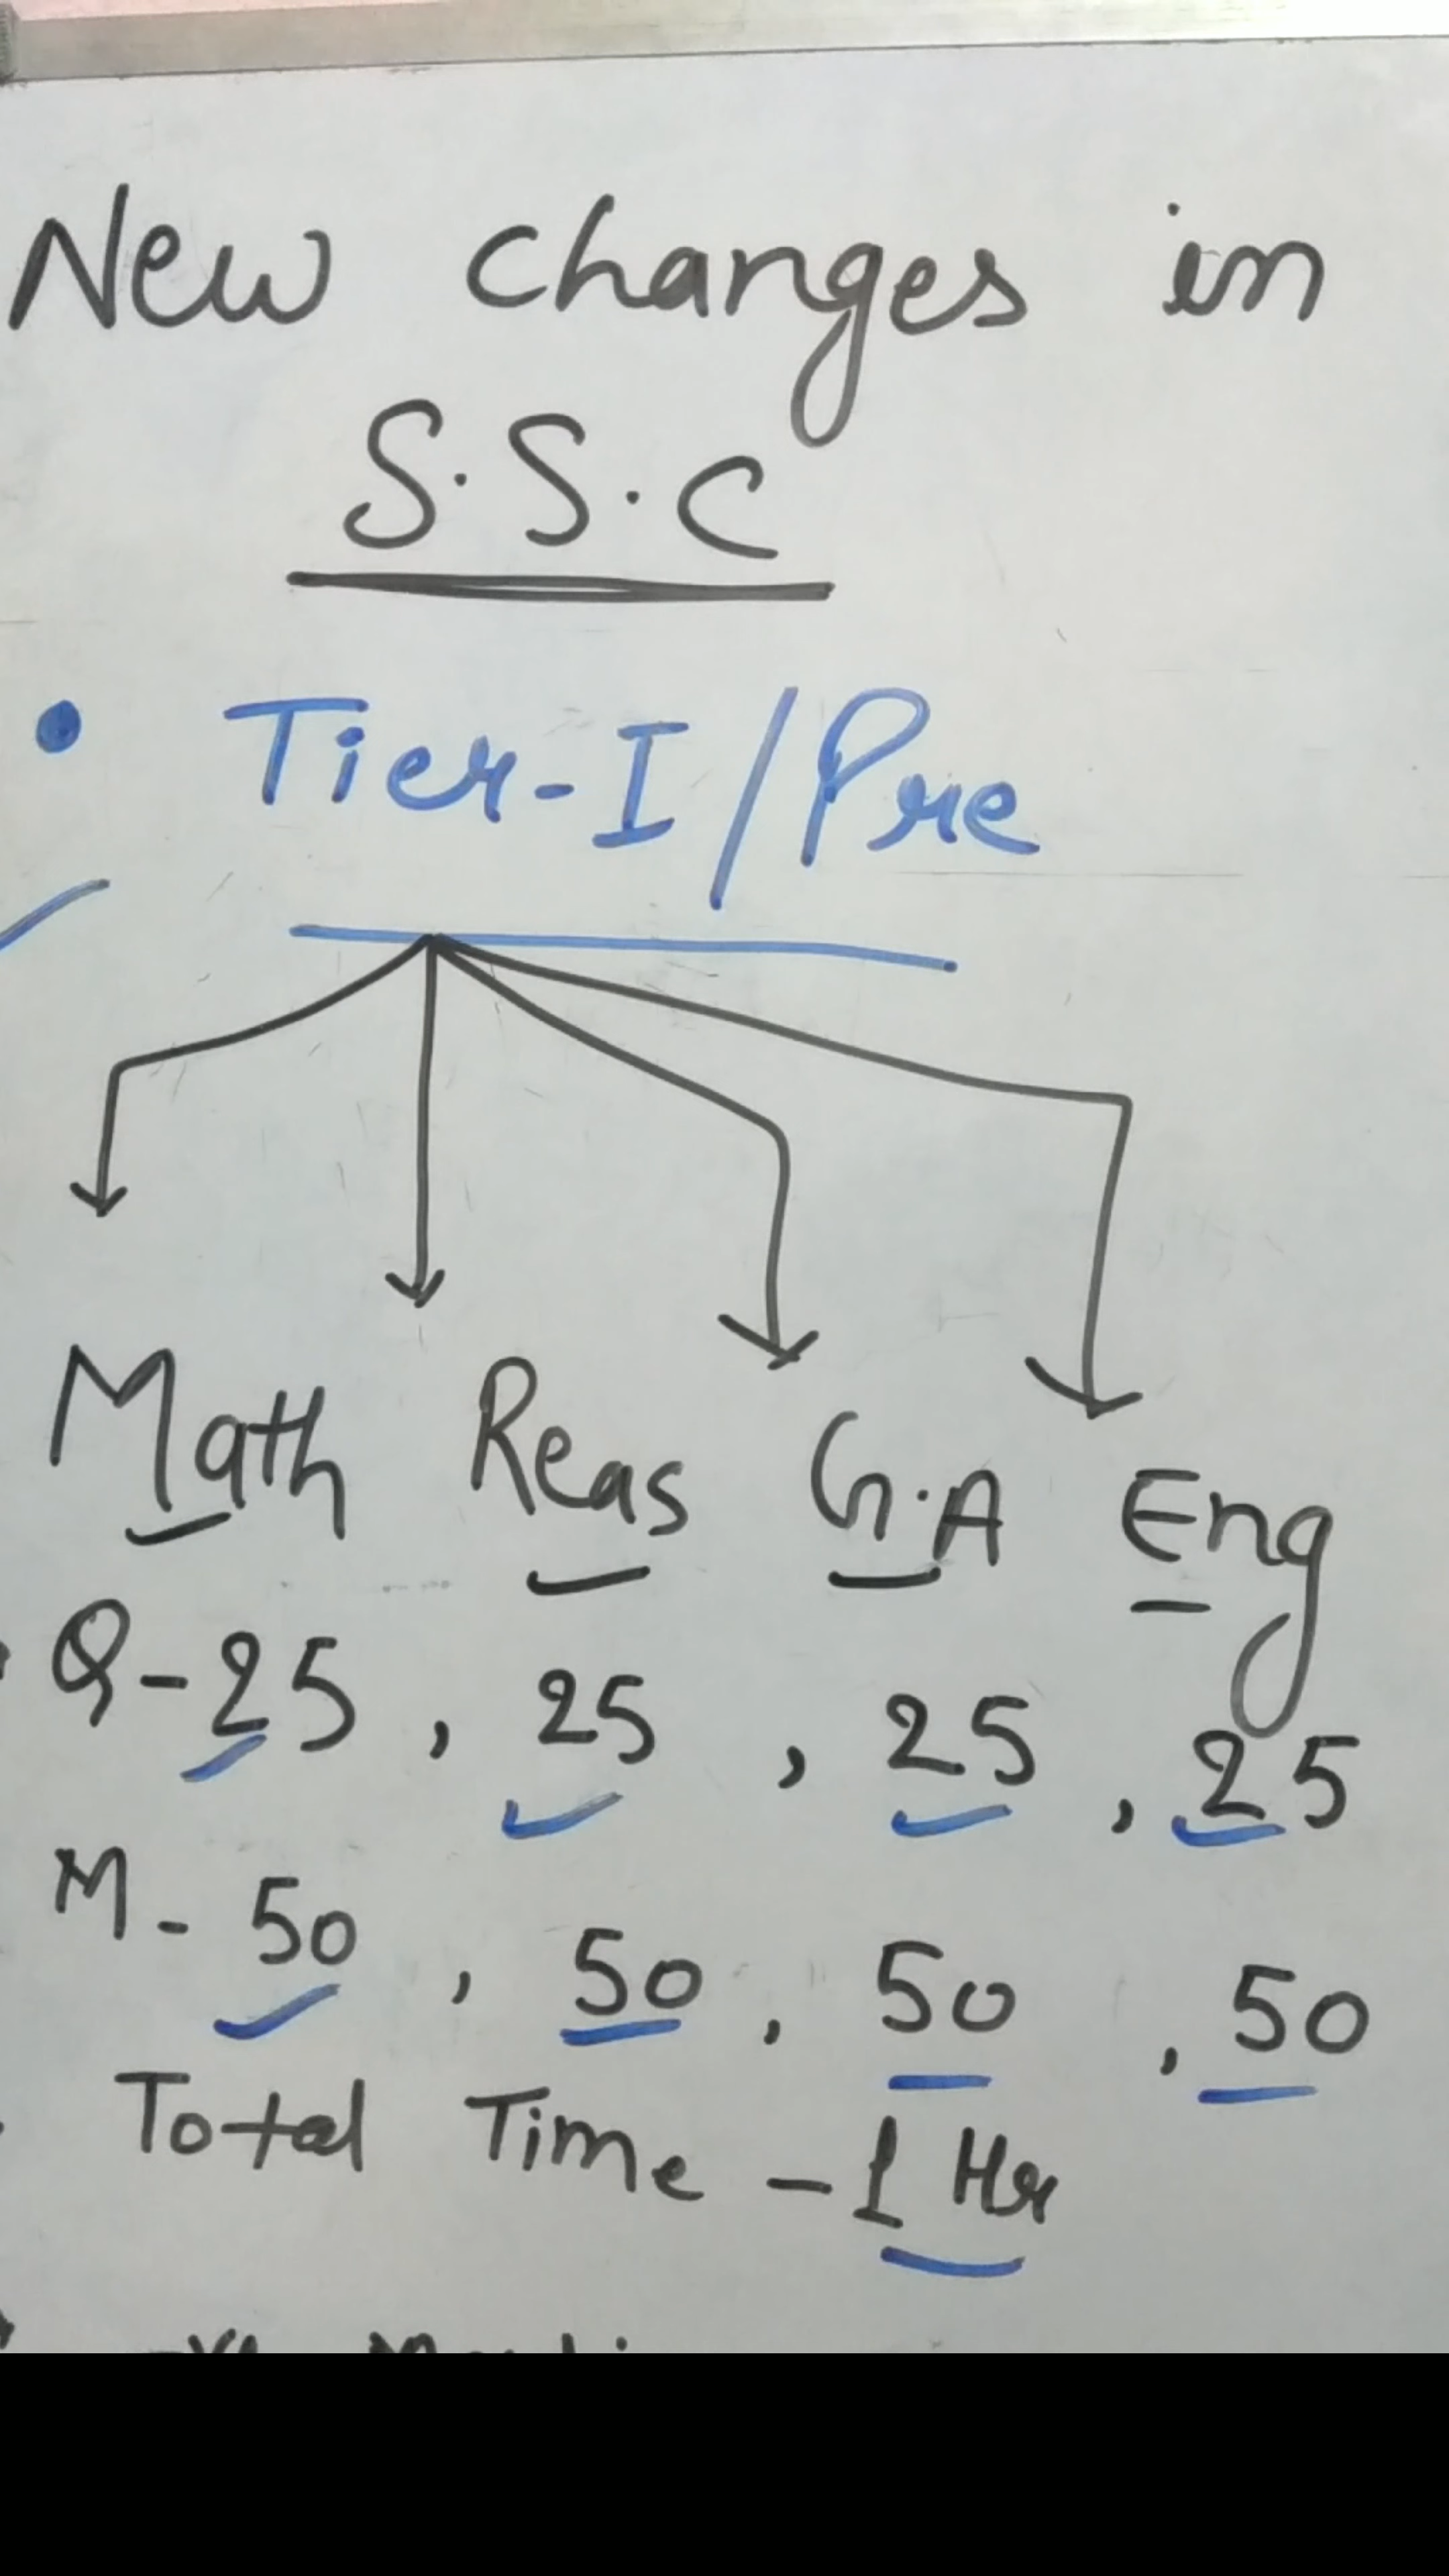 New changes in
S.S.C
• Tier-I/Pre
Math Reas G.A Eng
Q-25, 25, 25, 25
M-50, 50, 50, 50
Total Time - 1 Hr